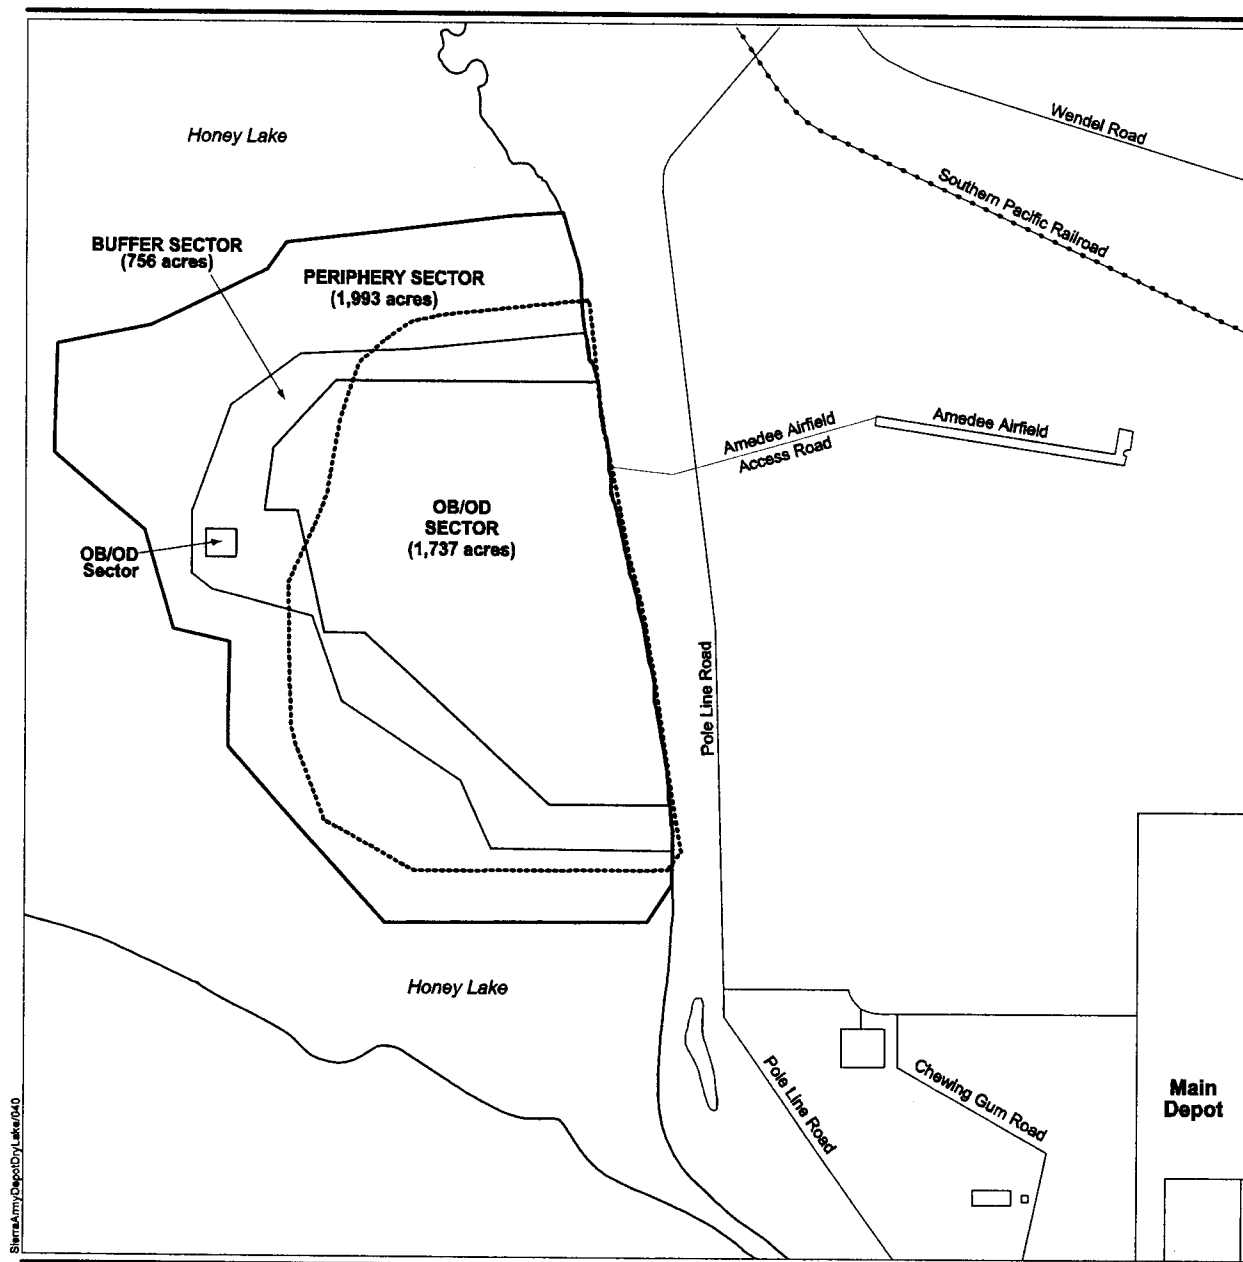 Honey Lake
Wendel Road
Southern Pacific Railroad
BUFFER SECTOR
(756 acres)
PERIPHERY SECTOR
(1,993 acres)
Amedee Airfield
Access Road
Amedee Airfield
OB/OD
SECTOR
(1,737 acres)
OB/OD
Sector
Pole Line Road
Honey Lake
Pole Line Road
Chewing Gum Road
Main
Depot
SierraArmyDepotDryLake/040